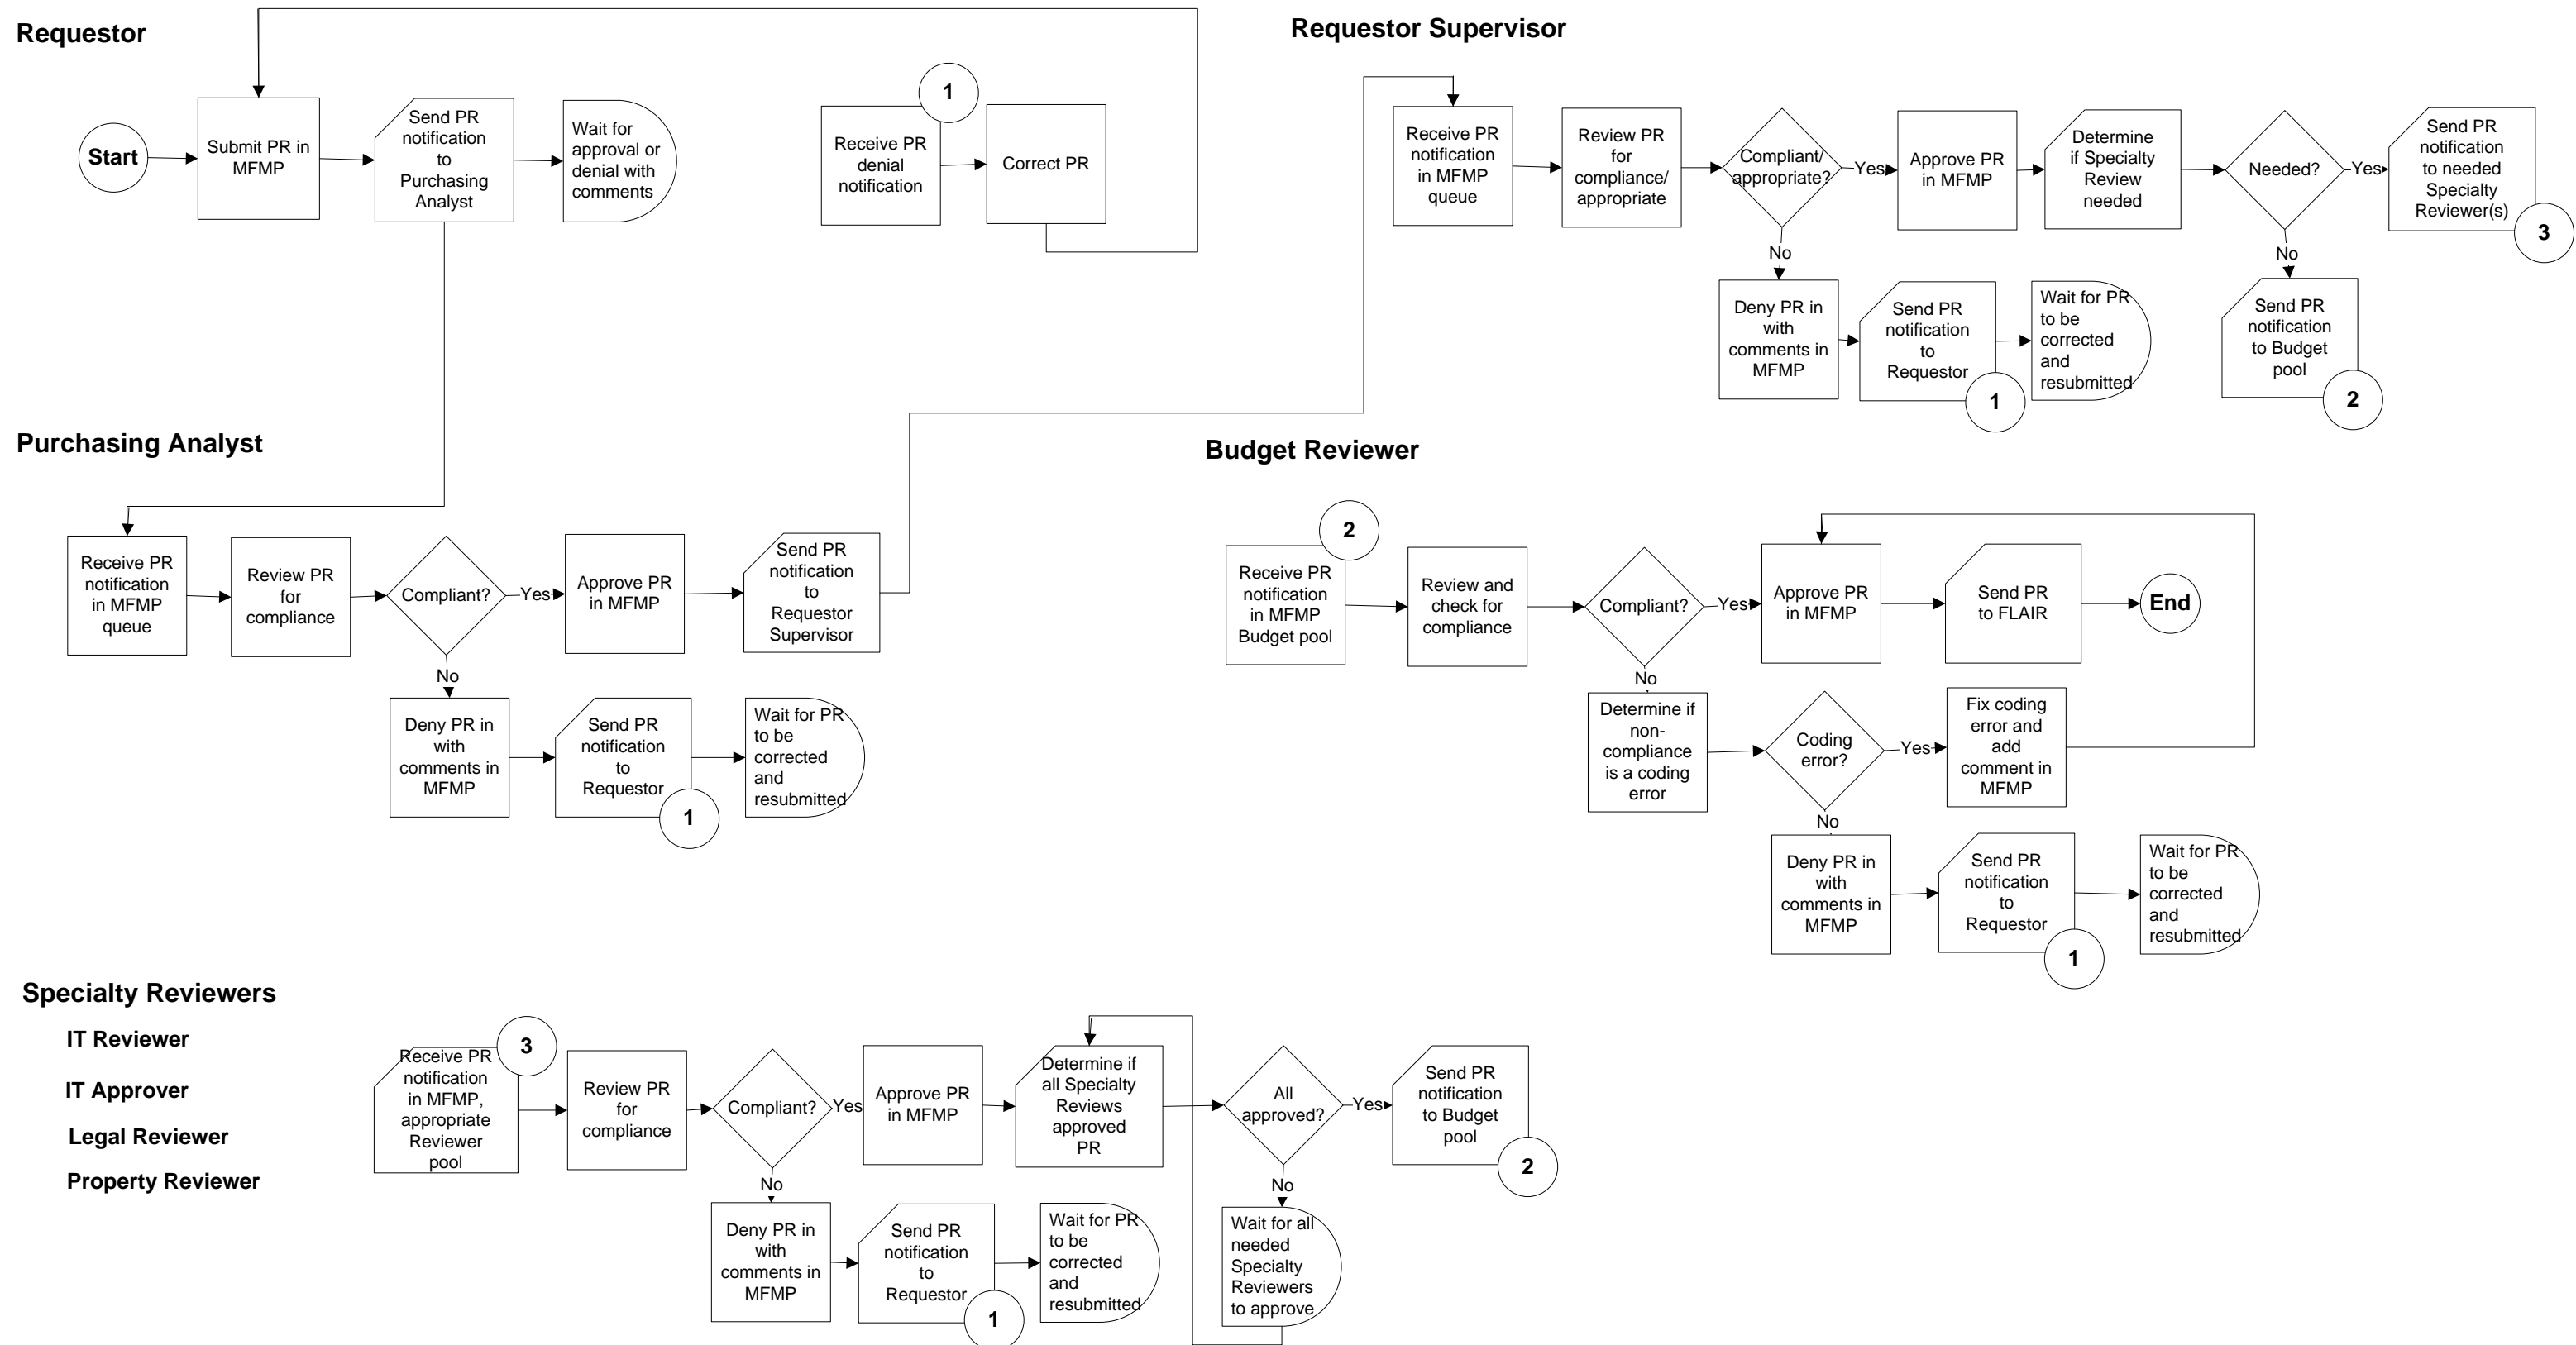 Requestor
Start
Submit PR in
MFMP
Send PR
notification
to
Purchasing
Analyst
Wait for
approval or
denial with
comments
1
Receive PR
denial
notification
Correct PR
Requestor Supervisor
Receive PR
notification
in MFMP
queue
Review PR
for
compliance/
appropriate
Compliant/
appropriate?
Yes
Approve PR
in MFMP
Determine
if Specialty
Review
needed
Needed?
Yes
Send PR
notification
to needed
Specialty
Reviewer(s)
3
No
Deny PR in
with
comments in
MFMP
Send PR
notification
to
Requestor
1
Wait for PR
to be
corrected
and
resubmitted
No
Send PR
notification
to Budget
pool
2
Purchasing Analyst
Receive PR
notification
in MFMP
queue
Review PR
for
compliance
Compliant?
Yes
Approve PR
in MFMP
Send PR
notification
to
Requestor
Supervisor
No
Deny PR in
with
comments in
MFMP
Send PR
notification
to
Requestor
1
Wait for PR
to be
corrected
and
resubmitted
Budget Reviewer
2
Receive PR
notification
in MFMP
Budget pool
Review and
check for
compliance
Compliant?
Yes
Approve PR
in MFMP
Send PR
to FLAIR
End
No
Determine if
non-
compliance
is a coding
error
Coding
error?
Yes
Fix coding
error and
add
comment in
MFMP
No
Deny PR in
with
comments in
MFMP
Send PR
notification
to
Requestor
1
Wait for PR
to be
corrected
and
resubmitted
Specialty Reviewers
IT Reviewer
IT Approver
Legal Reviewer
Property Reviewer
3
Receive PR
notification
in MFMP,
appropriate
Reviewer
pool
Review PR
for
compliance
Compliant?
Yes
Approve PR
in MFMP
Determine if
all Specialty
Reviews
approved
PR
All
approved?
Yes
Send PR
notification
to Budget
pool
2
No
Deny PR in
with
comments in
MFMP
Send PR
notification
to
Requestor
1
Wait for PR
to be
corrected
and
resubmitted
No
Wait for all
needed
Specialty
Reviewers
to approve